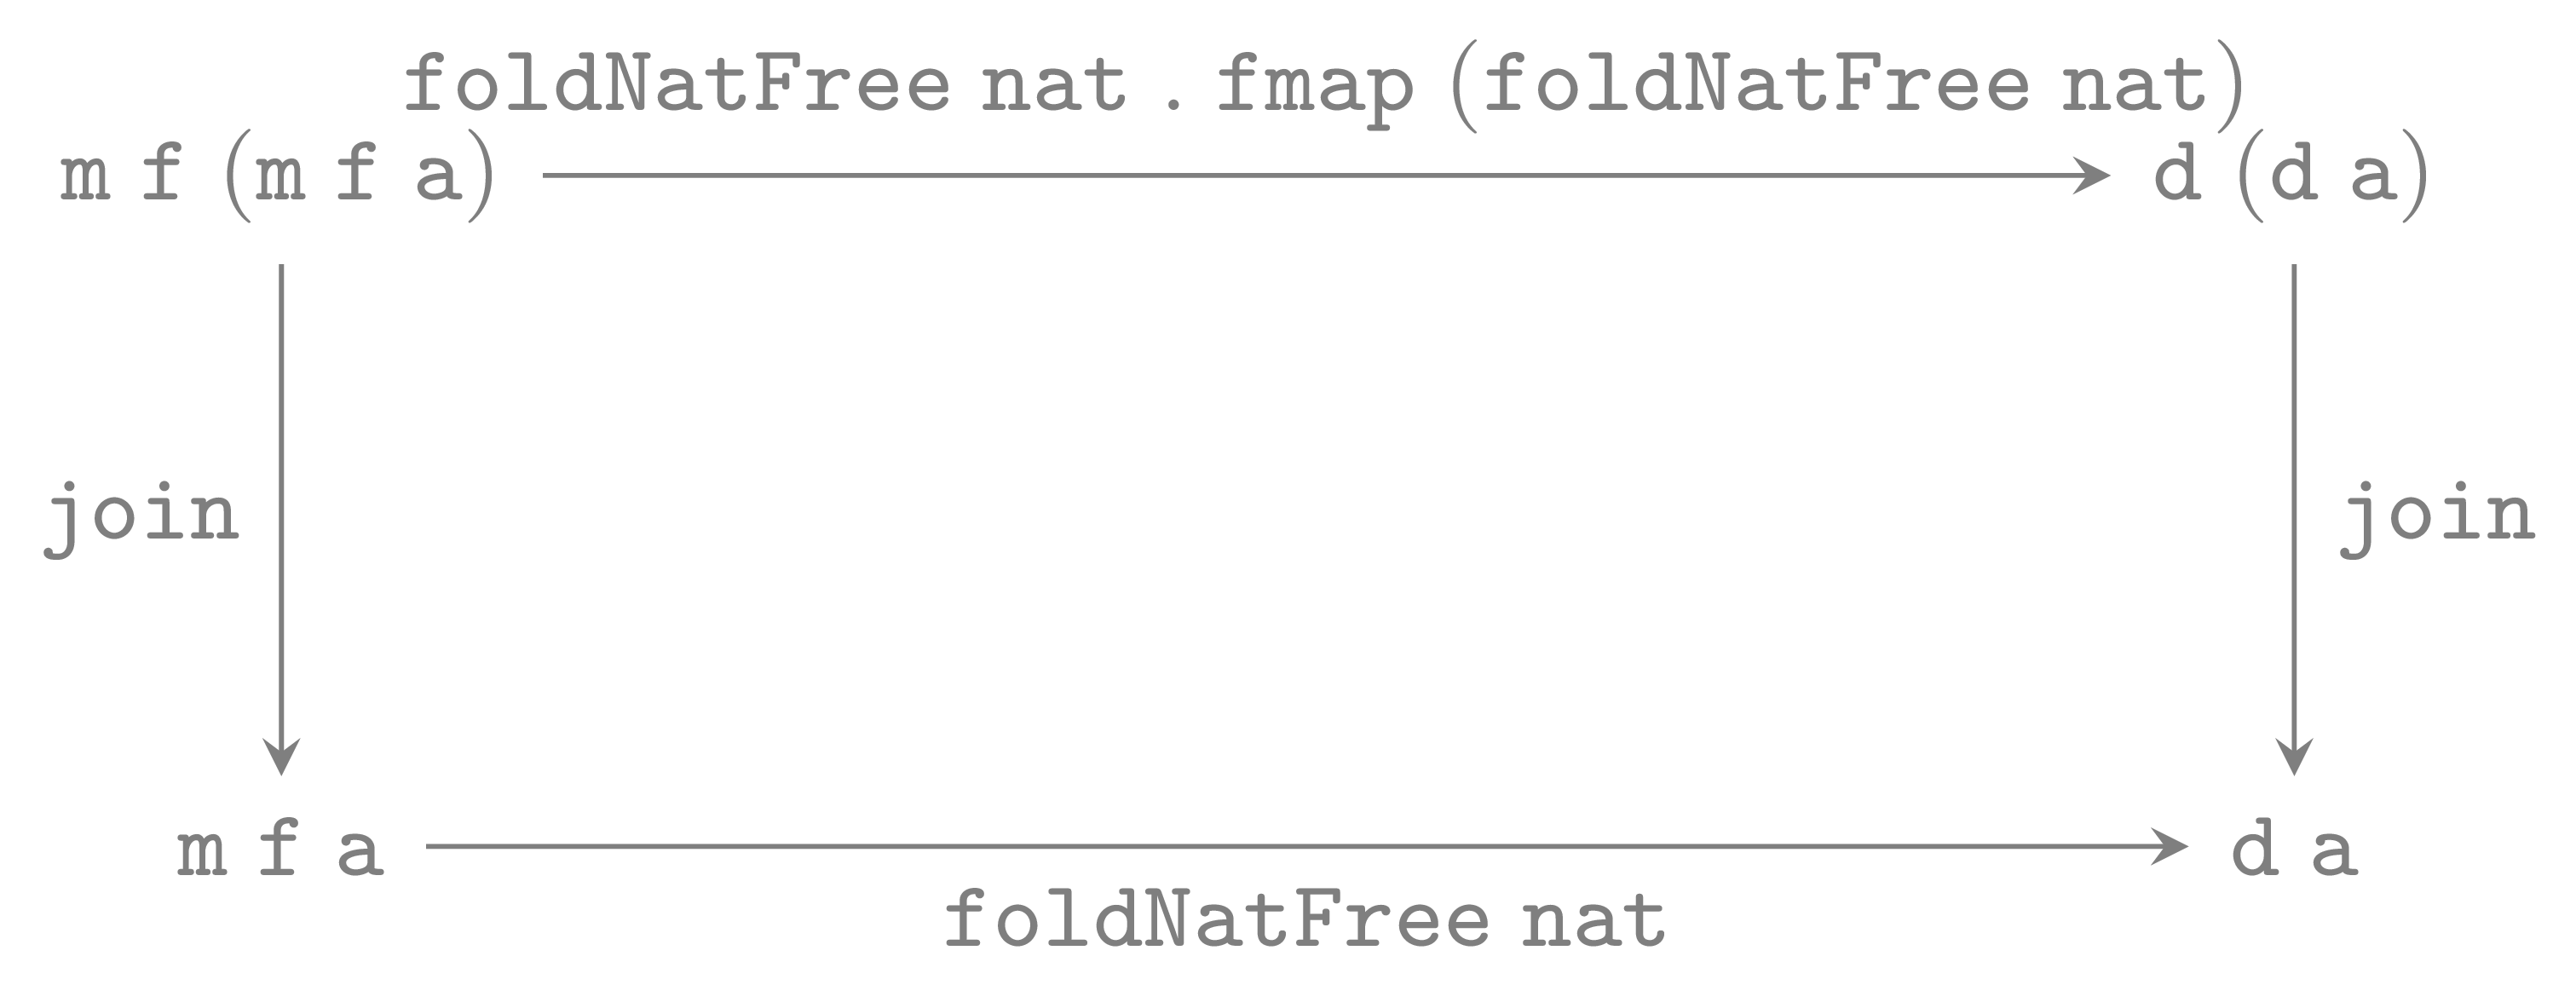 foldNatFree nat . fmap (foldNatFree nat)
m f (m f a) d (d a)
join join
m f a d a
foldNatFree nat